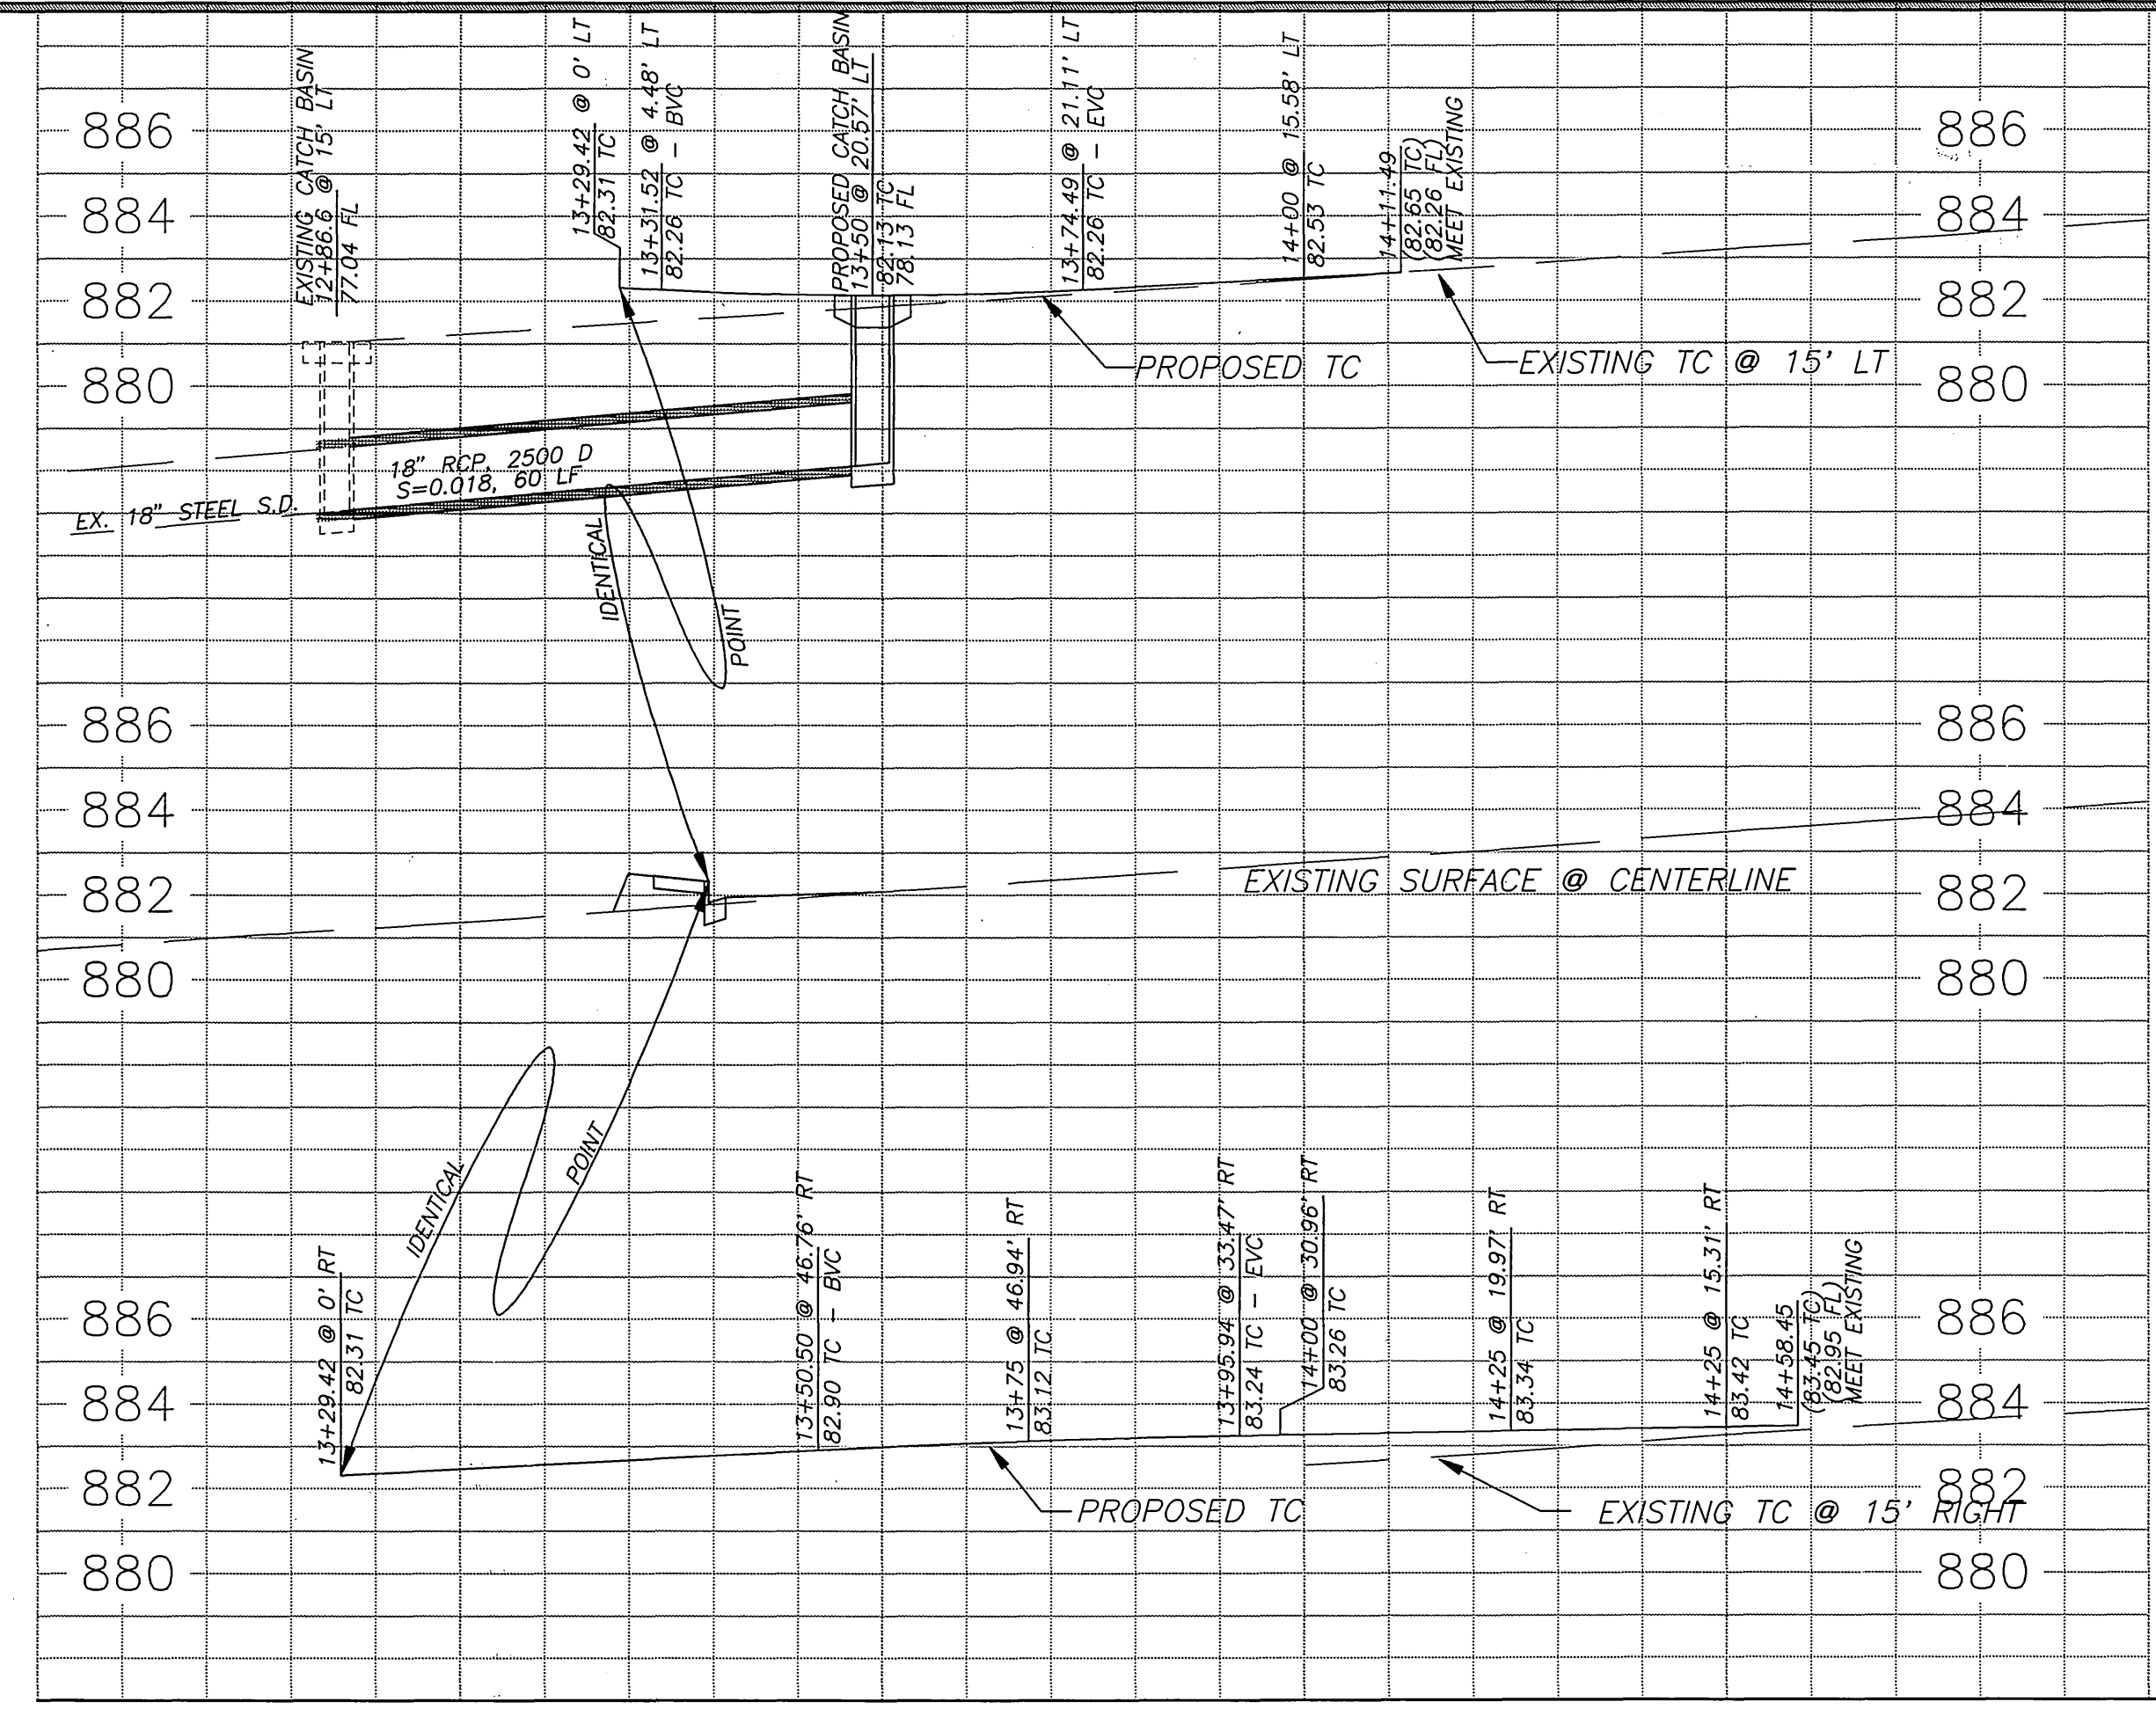 EXISTING CATCH BASIN
12+86.6 @ 15' LT
77.04 FL
13+29.42 @ 0' LT
82.31 TC
13+31.52 @ 4.48' LT
82.26 TC - BVC
PROPOSED CATCH BASIN
13+50 @ 20.57' LT
82.13 TC
78.13 FL
13+74.49 @ 21.11' LT
82.26 TC - EVC
14+00 @ 15.58' LT
82.53 TC
14+11.49
(82.65 TC)
(82.26 FL)
MEET EXISTING
886
886
884
884
882
882
PROPOSED TC
EXISTING TC @ 15' LT
880
880
18" RCP, 2500 D
S=0.018, 60 LF
EX. 18" STEEL S.D.
IDENTICAL
POINT
886
886
884
884
882
EXISTING SURFACE @ CENTERLINE
882
880
880
IDENTICAL
POINT
13+29.42 @ 0' RT
82.31 TC
13+50.50 @ 46.76' RT
82.90 TC - BVC
13+75 @ 46.94' RT
83.12 TC
13+95.94 @ 33.47' RT
83.24 TC - EVC
14+00 @ 30.96' RT
83.26 TC
14+25 @ 19.97' RT
83.34 TC
14+25 @ 15.31' RT
83.42 TC
14+58.45
(83.45 TC)
(82.95 FL)
MEET EXISTING
886
886
884
884
882
882
PROPOSED TC
EXISTING TC @ 15' RIGHT
880
880